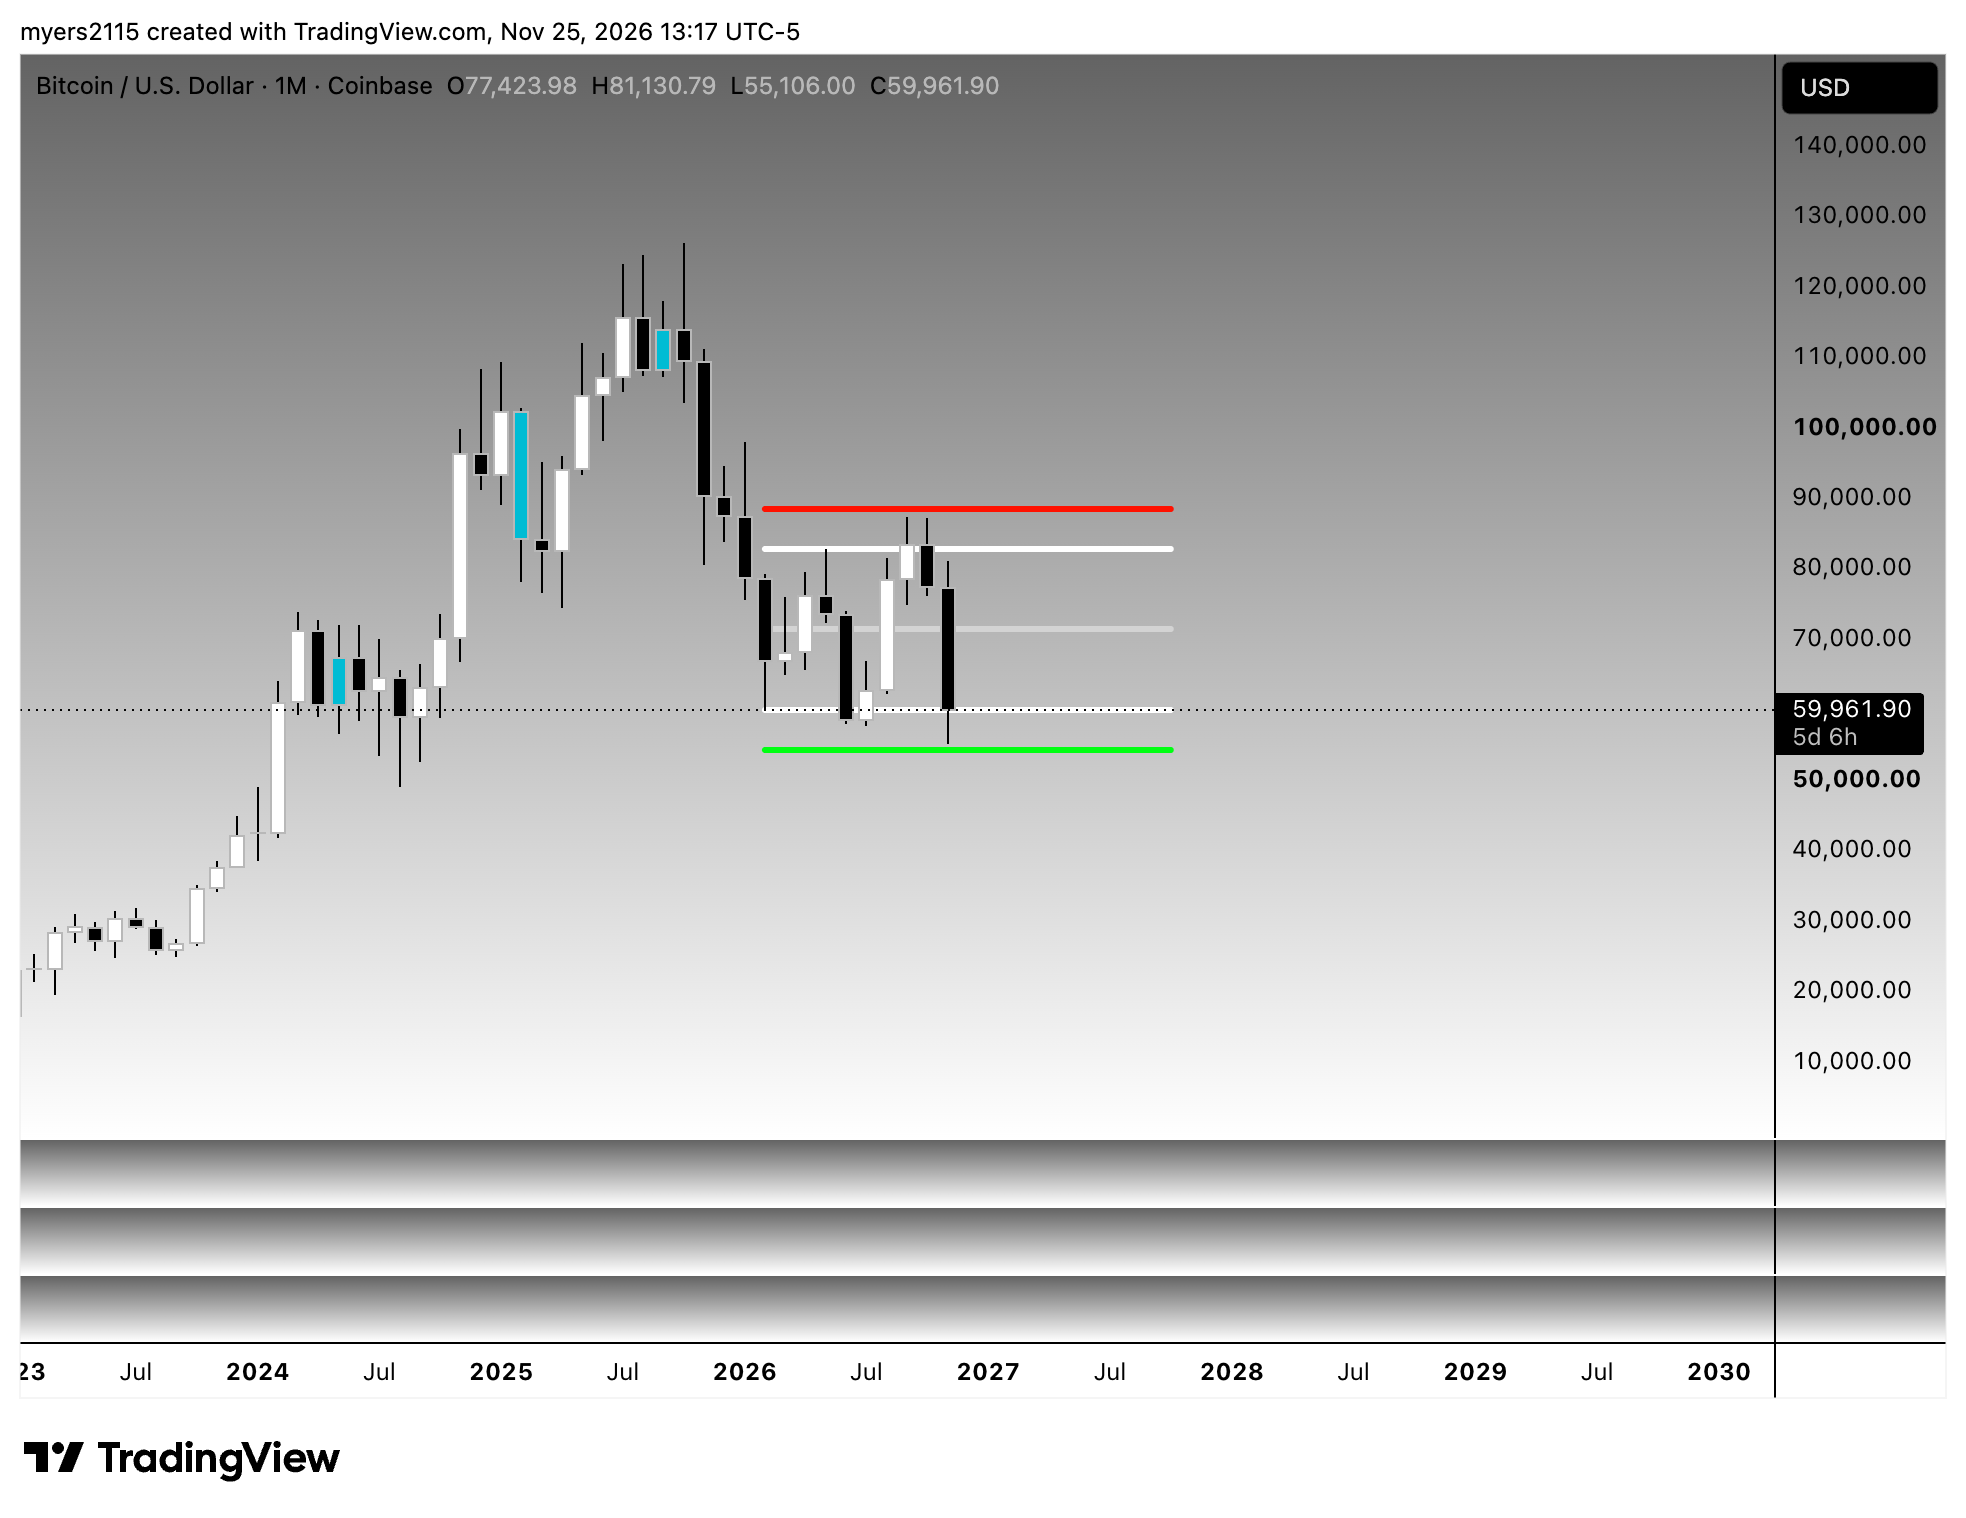 myers2115 created with TradingView.com, Nov 25, 2026 13:17 UTC-5
Bitcoin / U.S. Dollar · 1M · Coinbase O77,423.98 H81,130.79 L55,106.00 C59,961.90
USD
140,000.00
130,000.00
120,000.00
110,000.00
100,000.00
90,000.00
80,000.00
70,000.00
59,961.90
5d 6h
50,000.00
40,000.00
30,000.00
20,000.00
10,000.00
23 Jul 2024 Jul 2025 Jul 2026 Jul 2027 Jul 2028 Jul 2029 Jul 2030
TradingView